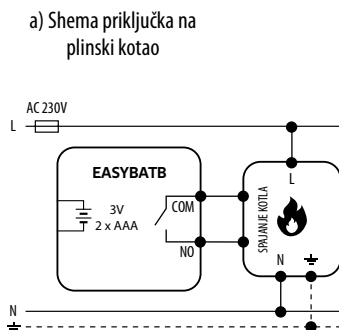 a) Shema priključka na
plinski kotao
AC 230V
L
EASYBATB
3V
2 x AAA
COM
NO
SPAJANJE KOTLA
L
N
N